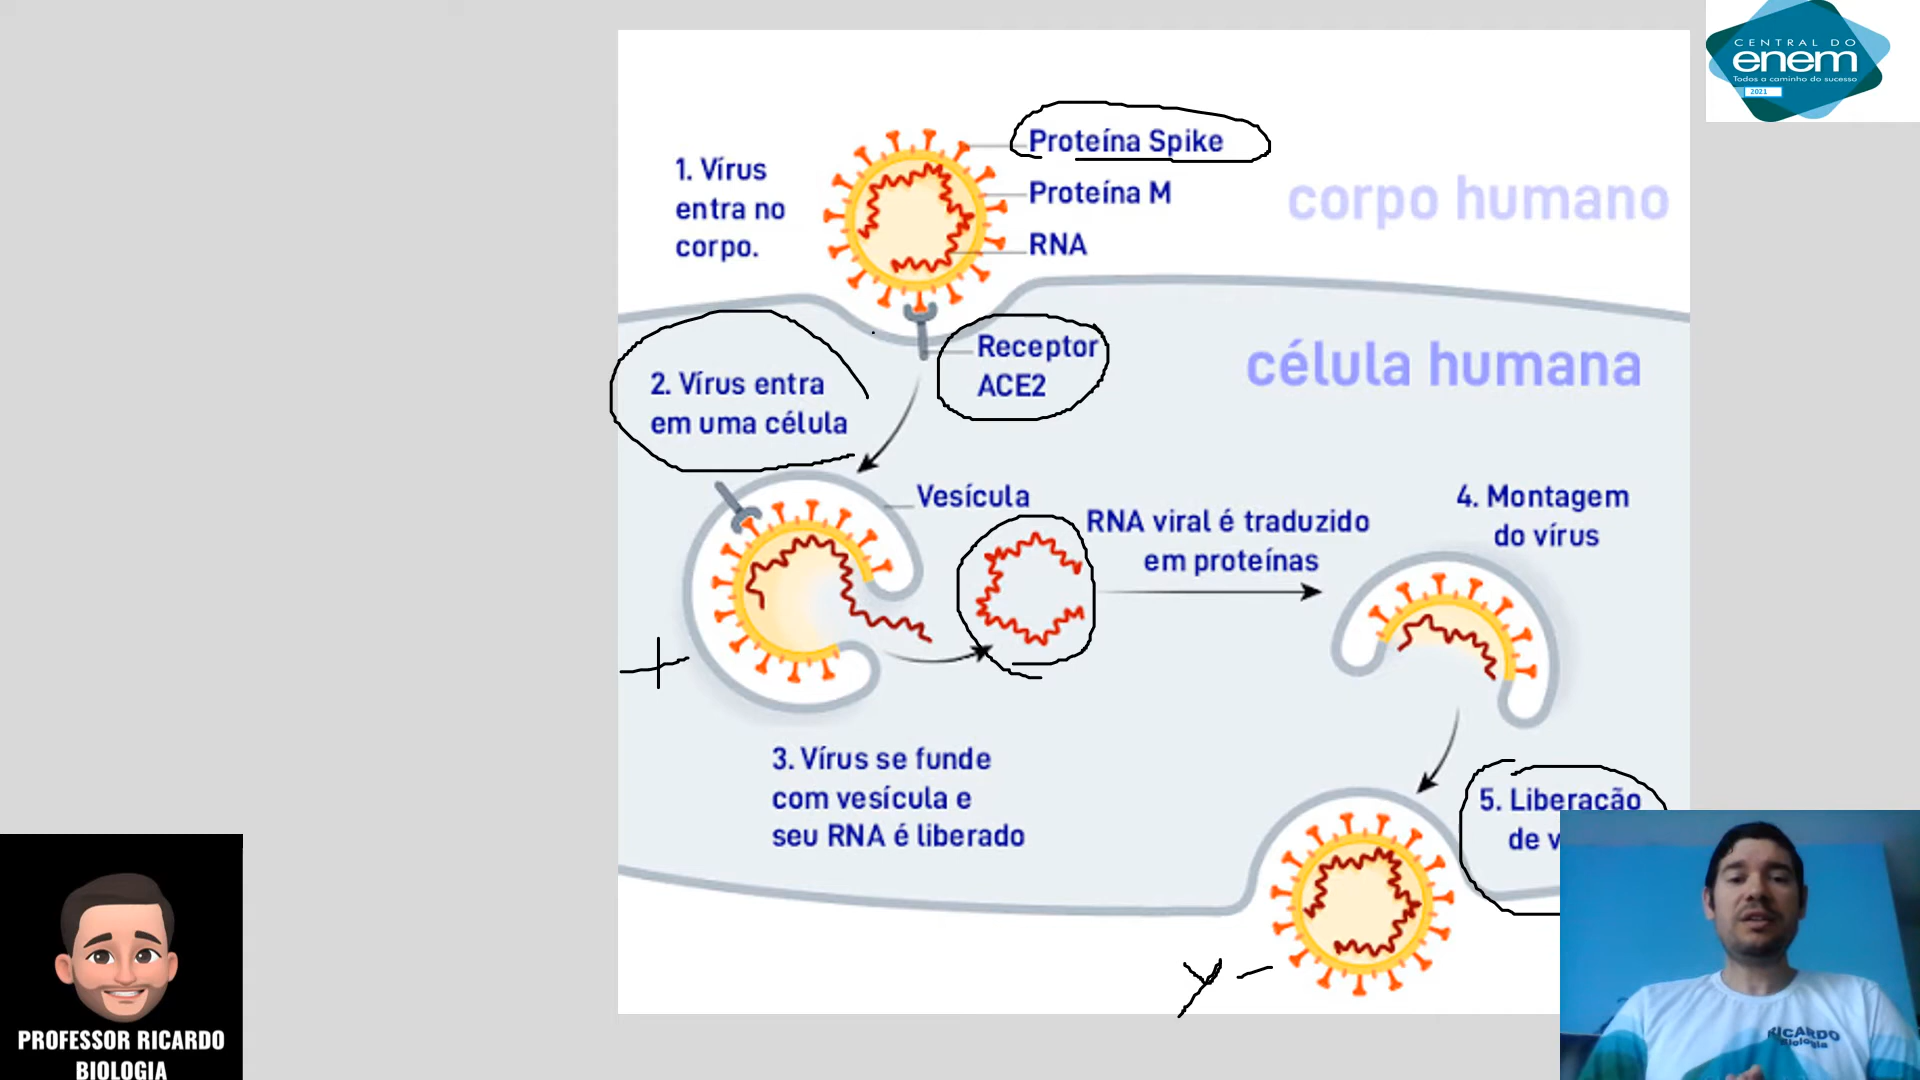 CENTRAL DO
enem
Todos a caminho do sucesso
2021
Proteína Spike
1. Vírus
entra no
corpo.
Proteína M
RNA
corpo humano
Receptor
ACE2
célula humana
2. Vírus entra
em uma célula
Vesícula
RNA viral é traduzido
em proteínas
4. Montagem
do vírus
3. Vírus se funde
com vesícula e
seu RNA é liberado
5. Liberação
de v
Y
PROFESSOR RICARDO
BIOLOGIA
RICARDO
Biologia